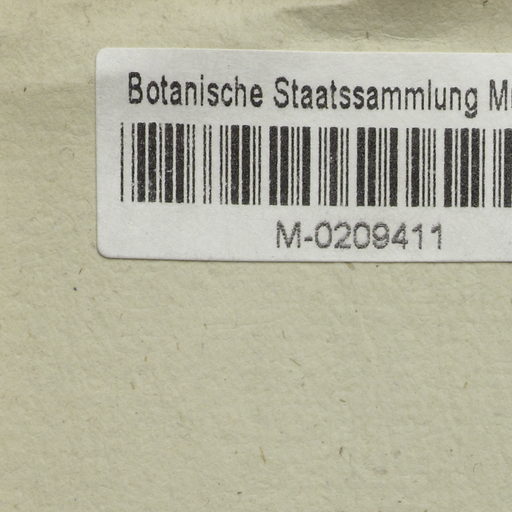 Botanische Staatssammlung
M-0209411